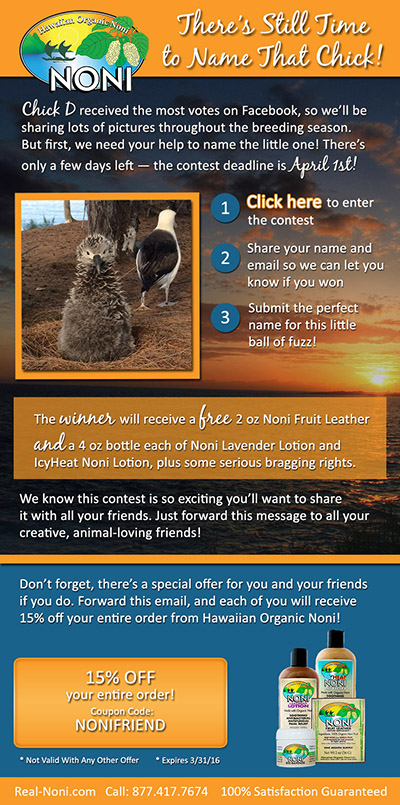 Hawaiian Organic Noni
NONI
There's Still Time
to Name That Chick!
Chick D received the most votes on Facebook, so we'll be
sharing lots of pictures throughout the breeding season.
But first, we need your help to name the little one! There's
only a few days left — the contest deadline is April 1st!
1 Click here to enter
the contest
2 Share your name and
email so we can let you
know if you won
3 Submit the perfect
name for this little
ball of fuzz!
The winner will receive a free 2 oz Noni Fruit Leather
and a 4 oz bottle each of Noni Lavender Lotion and
IcyHeat Noni Lotion, plus some serious bragging rights.
We know this contest is so exciting you'll want to share
it with all your friends. Just forward this message to all your
creative, animal-loving friends!
Don't forget, there's a special offer for you and your friends
if you do. Forward this email, and each of you will receive
15% off your entire order from Hawaiian Organic Noni!
15% OFF
your entire order!
Coupon Code:
NONIFRIEND
* Not Valid With Any Other Offer * Expires 3/31/16
NONI
LOTION
NONI
NONI
FRUIT LEATHER
Real-Noni.com Call: 877.417.7674 100% Satisfaction Guaranteed